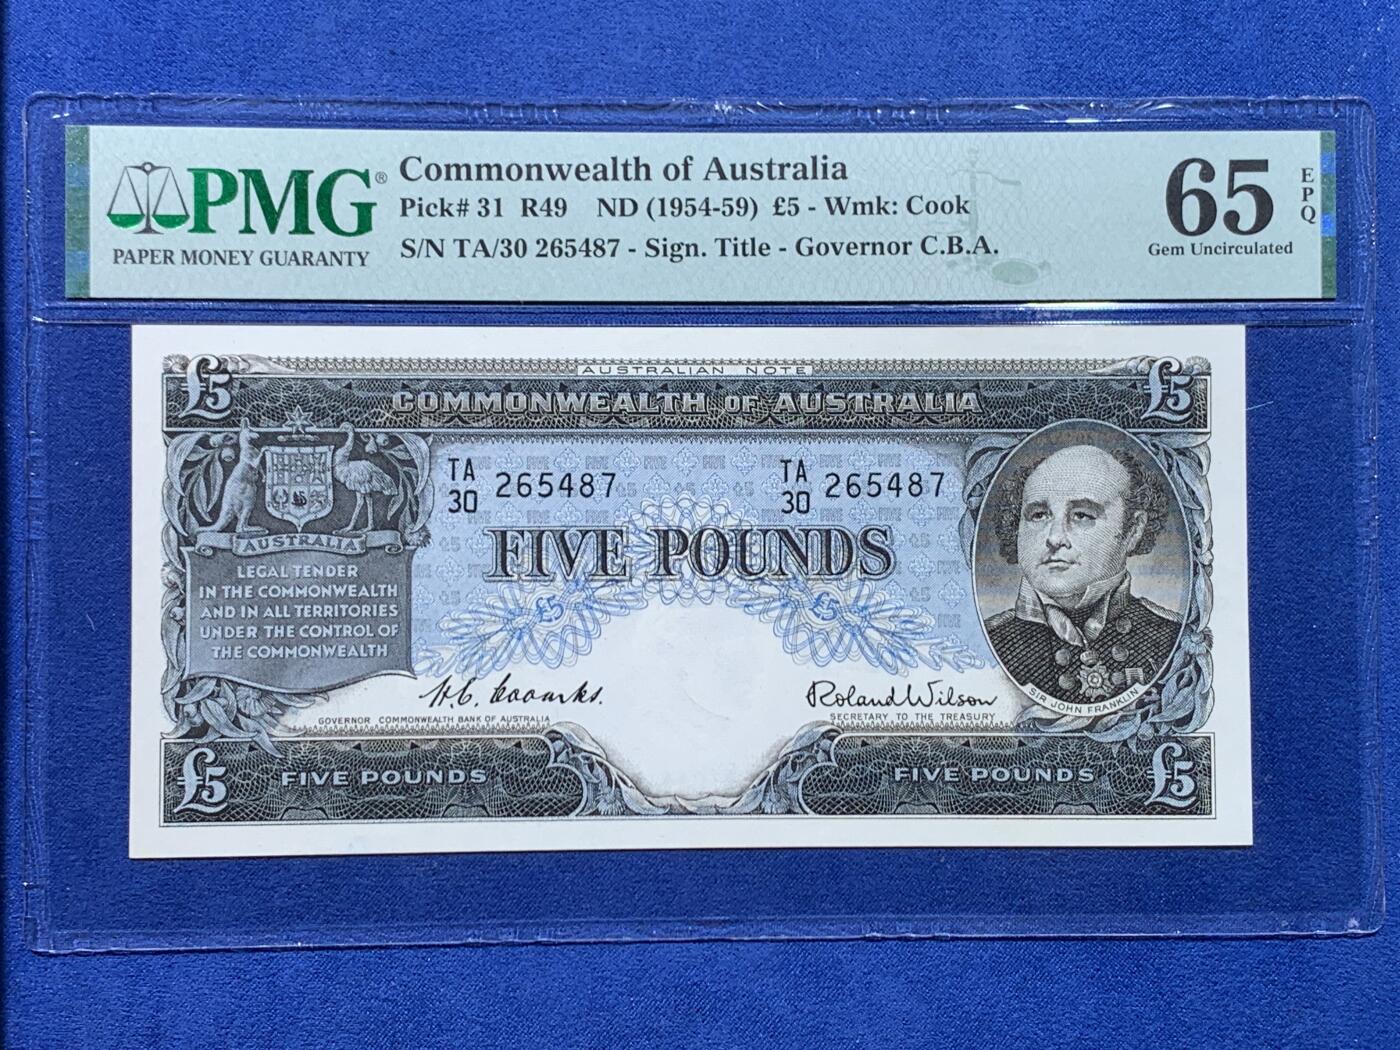 PMG®
PAPER MONEY GUARANTY
Commonwealth of Australia
Pick# 31 R49 ND (1954-59) £5 - Wmk: Cook
S/N TA/30 265487 - Sign. Title - Governor C.B.A.
65
EPQ
Gem Uncirculated
£5
AUSTRALIAN NOTE
£5
COMMONWEALTH OF AUSTRALIA
TA
30 265487
TA
30 265487
FIVE POUNDS
AUSTRALIA
LEGAL TENDER
IN THE COMMONWEALTH
AND IN ALL TERRITORIES
UNDER THE CONTROL OF
THE COMMONWEALTH
£5
£5
H.C. Coombs.
GOVERNOR COMMONWEALTH BANK OF AUSTRALIA
Roland Wilson
SECRETARY TO THE TREASURY
SIR JOHN FRANKLIN
£5
FIVE POUNDS
FIVE POUNDS
£5